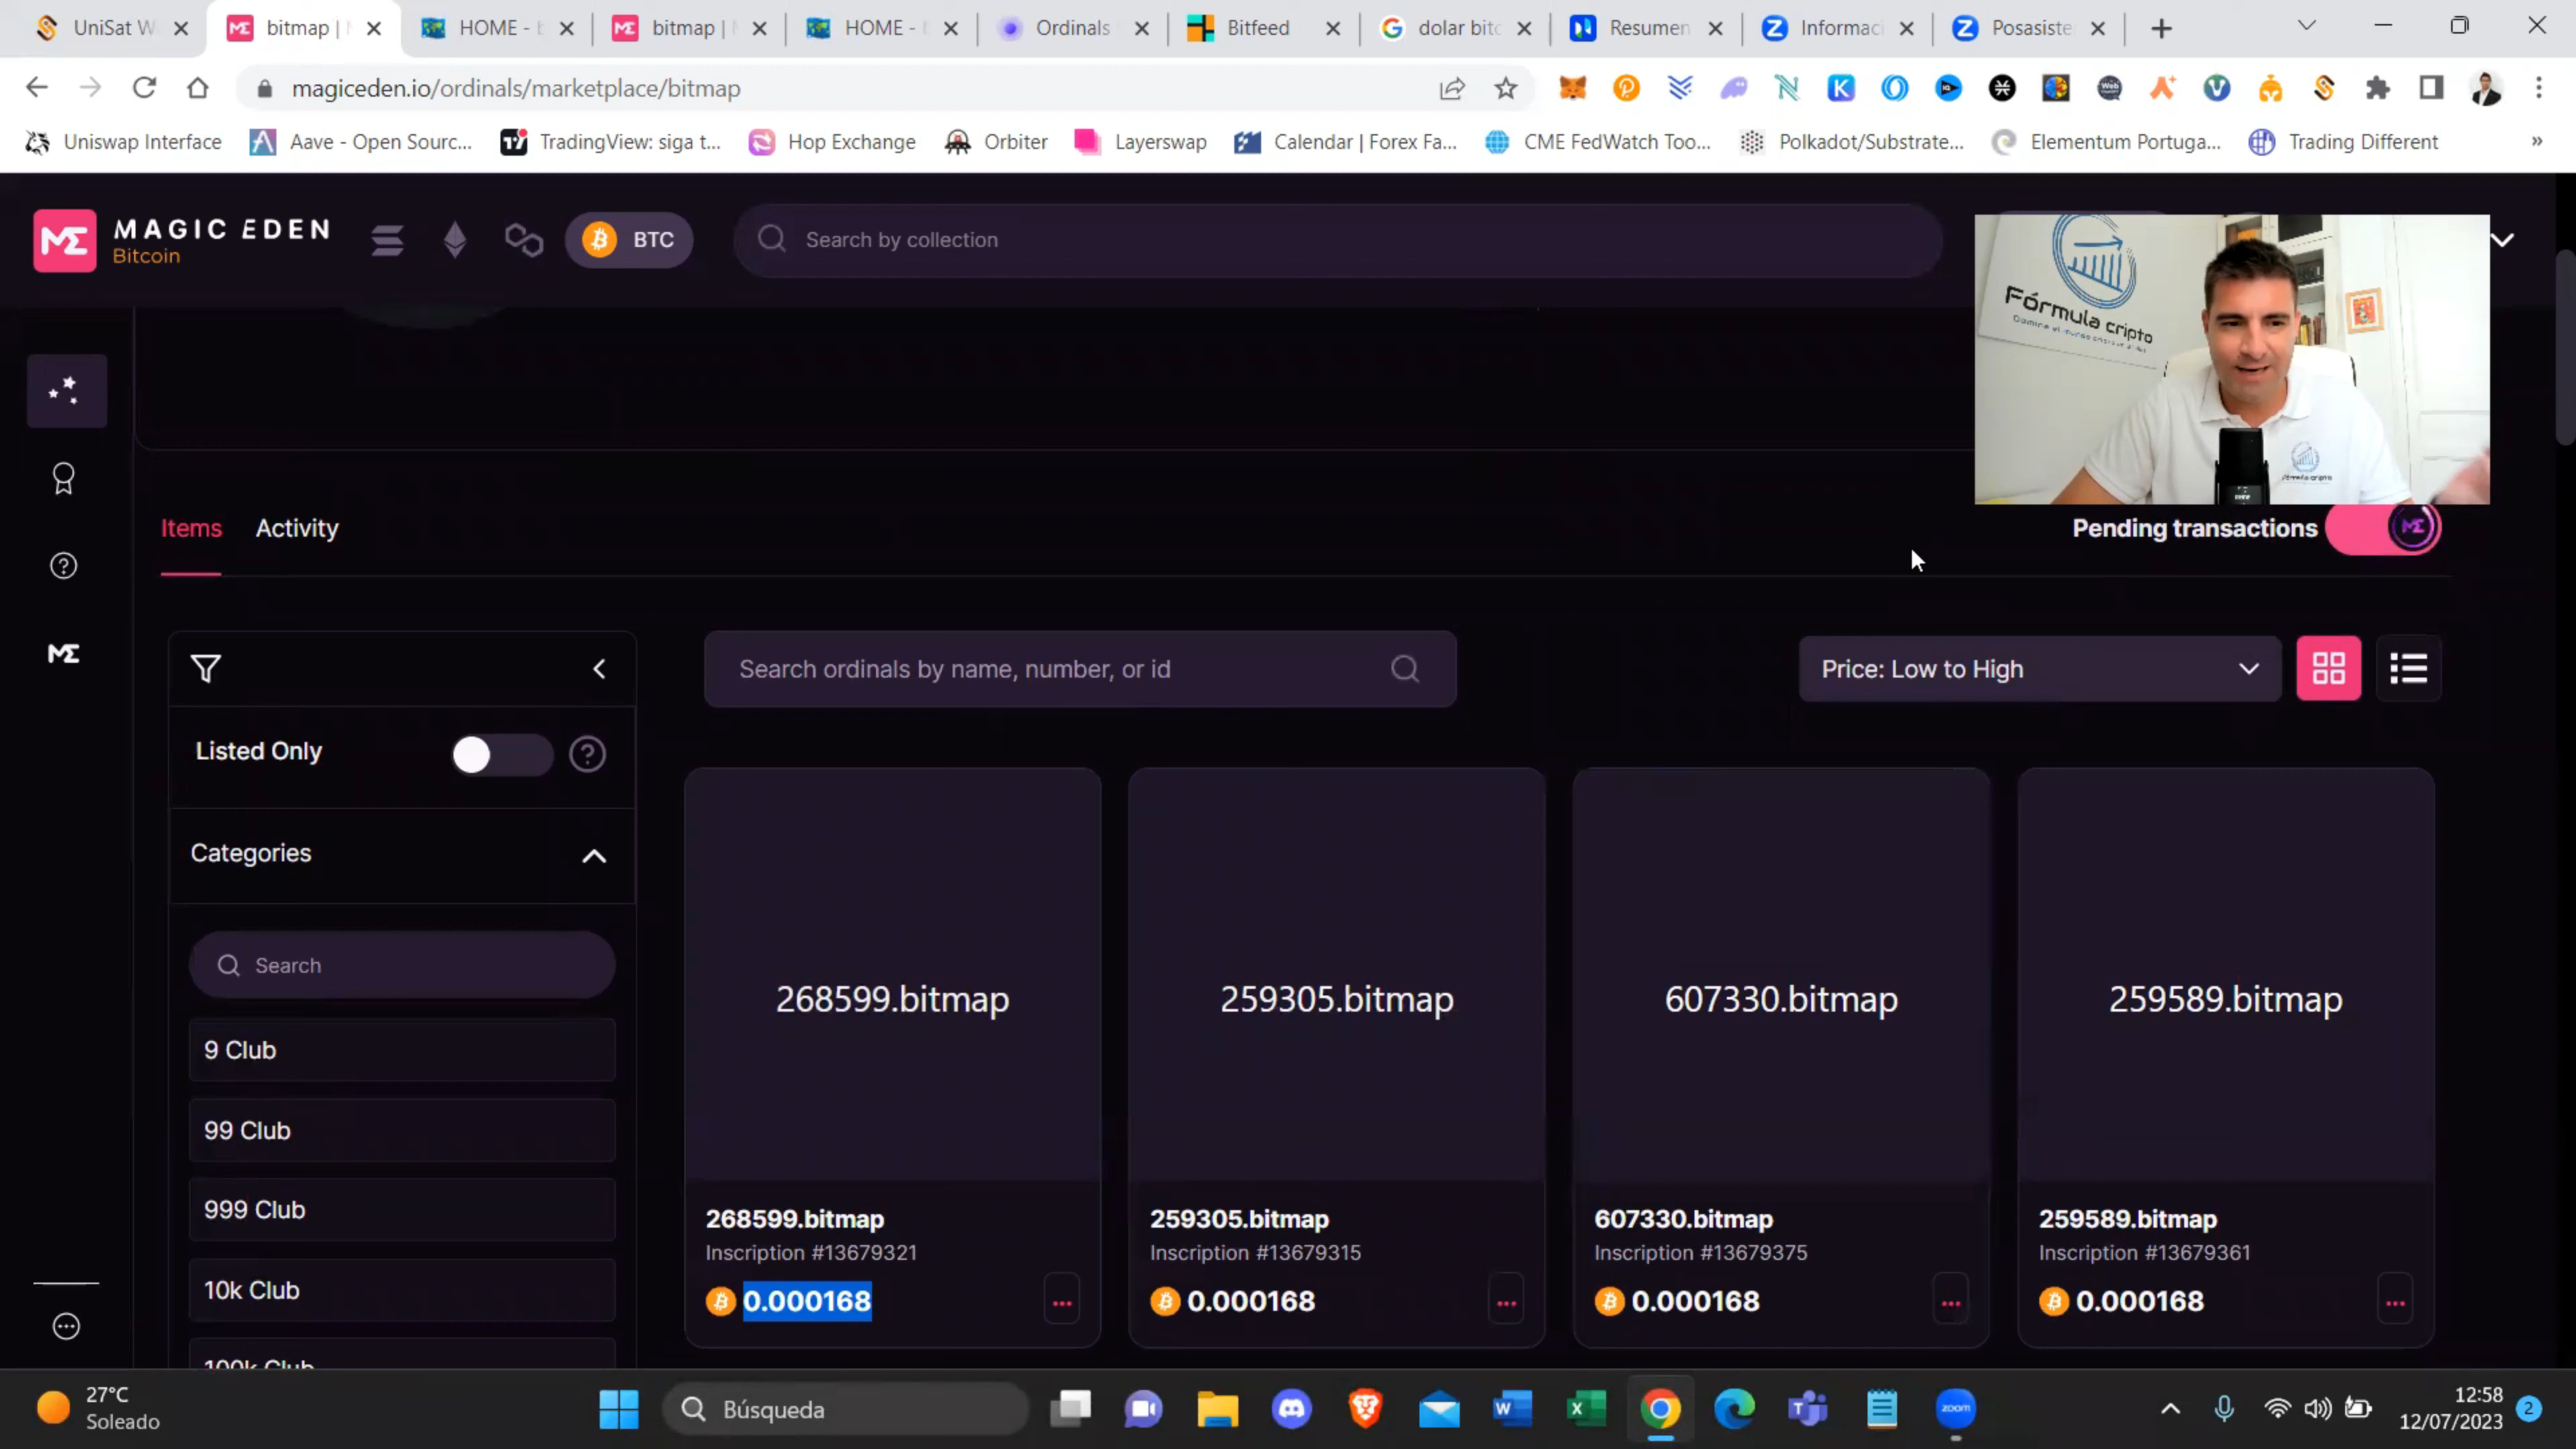 UniSat W
bitmap |
HOME - b
bitmap |
HOME -
Ordinals
Bitfeed
dolar bitc
Resumen
Informaci
Posasiste
magiceden.io/ordinals/marketplace/bitmap
Uniswap Interface
Aave - Open Sourc...
TradingView: siga t...
Hop Exchange
Orbiter
Layerswap
Calendar | Forex Fa...
CME FedWatch Too...
Polkadot/Substrate...
Elementum Portuga...
Trading Different
»
MAGIC EDEN
Bitcoin
BTC
Search by collection
Fórmula cripto
Items
Activity
Pending transactions
Search ordinals by name, number, or id
Price: Low to High
Listed Only
Categories
Search
9 Club
99 Club
999 Club
10k Club
100k Club
268599.bitmap
259305.bitmap
607330.bitmap
259589.bitmap
268599.bitmap
Inscription #13679321
0.000168
259305.bitmap
Inscription #13679315
0.000168
607330.bitmap
Inscription #13679375
0.000168
259589.bitmap
Inscription #13679361
0.000168
27°C
Soleado
Búsqueda
zoom
12:58
12/07/2023
2